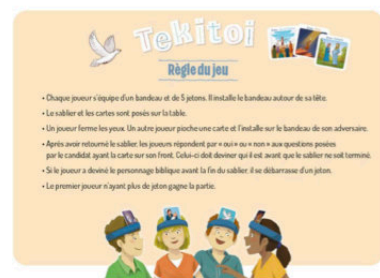 Tekitoi
Règle du jeu
• Chaque joueur s'équipe d'un bandeau et de 5 jetons. Il installe le bandeau autour de sa tête.
• Le sablier et les cartes sont posés sur la table.
• Un joueur ferme les yeux. Un autre joueur pioche une carte et l'installe sur le bandeau de son adversaire.
• Après avoir retourné le sablier, les joueurs répondent par « oui » ou « non » aux questions posées
par le candidat ayant la carte sur son front. Celui-ci doit deviner qui il est avant que le sablier ne soit terminé.
• Si le joueur a deviné le personnage biblique avant la fin du sablier, il se débarrasse d'un jeton.
• Le premier joueur n'ayant plus de jeton gagne la partie.